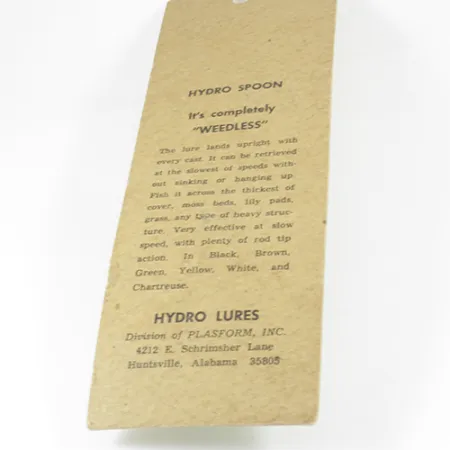 HYDRO SPOON
It's completely
"WEEDLESS"
The lure lands upright with
every cast. It can be retrieved
at the slowest of speeds with-
out sinking or hanging up.
Fish it across the thickest of
cover, moss beds, lily pads,
grass, any type of heavy struc-
ture. Very effective at slow
speed, with plenty of rod tip
action. In Black, Brown,
Green, Yellow, White, and
Chartreuse.
HYDRO LURES
Division of PLASFORM, INC.
4212 E. Schrimsher Lane
Huntsville, Alabama 35805